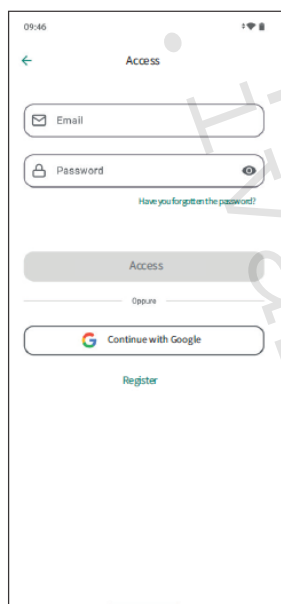 09:46
Access
Email
Password
Have you forgotten the password?
Access
Oppure
Continue with Google
Register